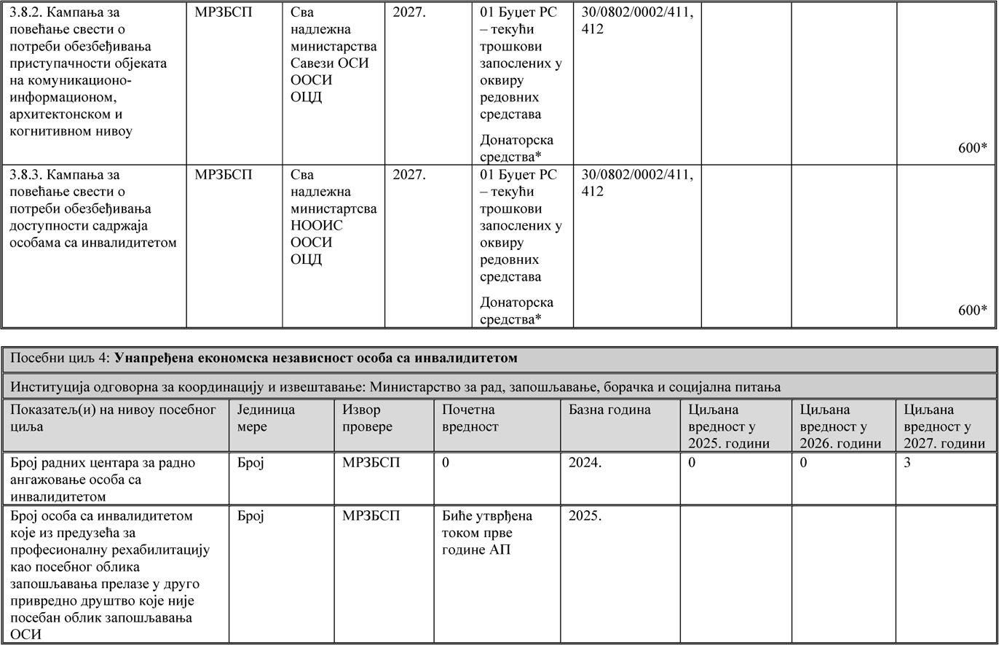 3.8.2. Кампања за
повећање свести о
потреби обезбеђивања
приступачности објеката
на комуникационо-
информационом,
архитектонском и
когнитивном нивоу
МРЗБСП
Сва
надлежна
министарства
Савези ОСИ
ООСИ
ОЦД
2027.
01 Буџет РС
– текући
трошкови
запослених у
оквиру
редовних
средстава
Донаторска
средства*
30/0802/0002/411,
412
600*
3.8.3. Кампања за
повећање свести о
потреби обезбеђивања
доступности садржаја
особама са инвалидитетом
МРЗБСП
Сва
надлежна
министартсва
НООИС
ООСИ
ОЦД
2027.
01 Буџет РС
– текући
трошкови
запослених у
оквиру
редовних
средстава
Донаторска
средства*
30/0802/0002/411,
412
600*
Посебни циљ 4: Унапређена економска независност особа са инвалидитетом
Институција одговорна за координацију и извештавање: Министарство за рад, запошљавање, борачка и социјална питања
Показатељ(и) на нивоу посебног
циља
Јединица
мере
Извор
провере
Почетна
вредност
Базна година
Циљана
вредност у
2025. години
Циљана
вредност у
2026. години
Циљана
вредност у
2027. години
Број радних центара за радно
ангажовање особа са
инвалидитетом
Број
МРЗБСП
0
2024.
0
0
3
Број особа са инвалидитетом
које из предузећа за
професионалну рехабилитацију
као посебног облика
запошљавања прелазе у друго
привредно друштво које није
посебан облик запошљавања
ОСИ
Број
МРЗБСП
Биће утврђена
током прве
године АП
2025.